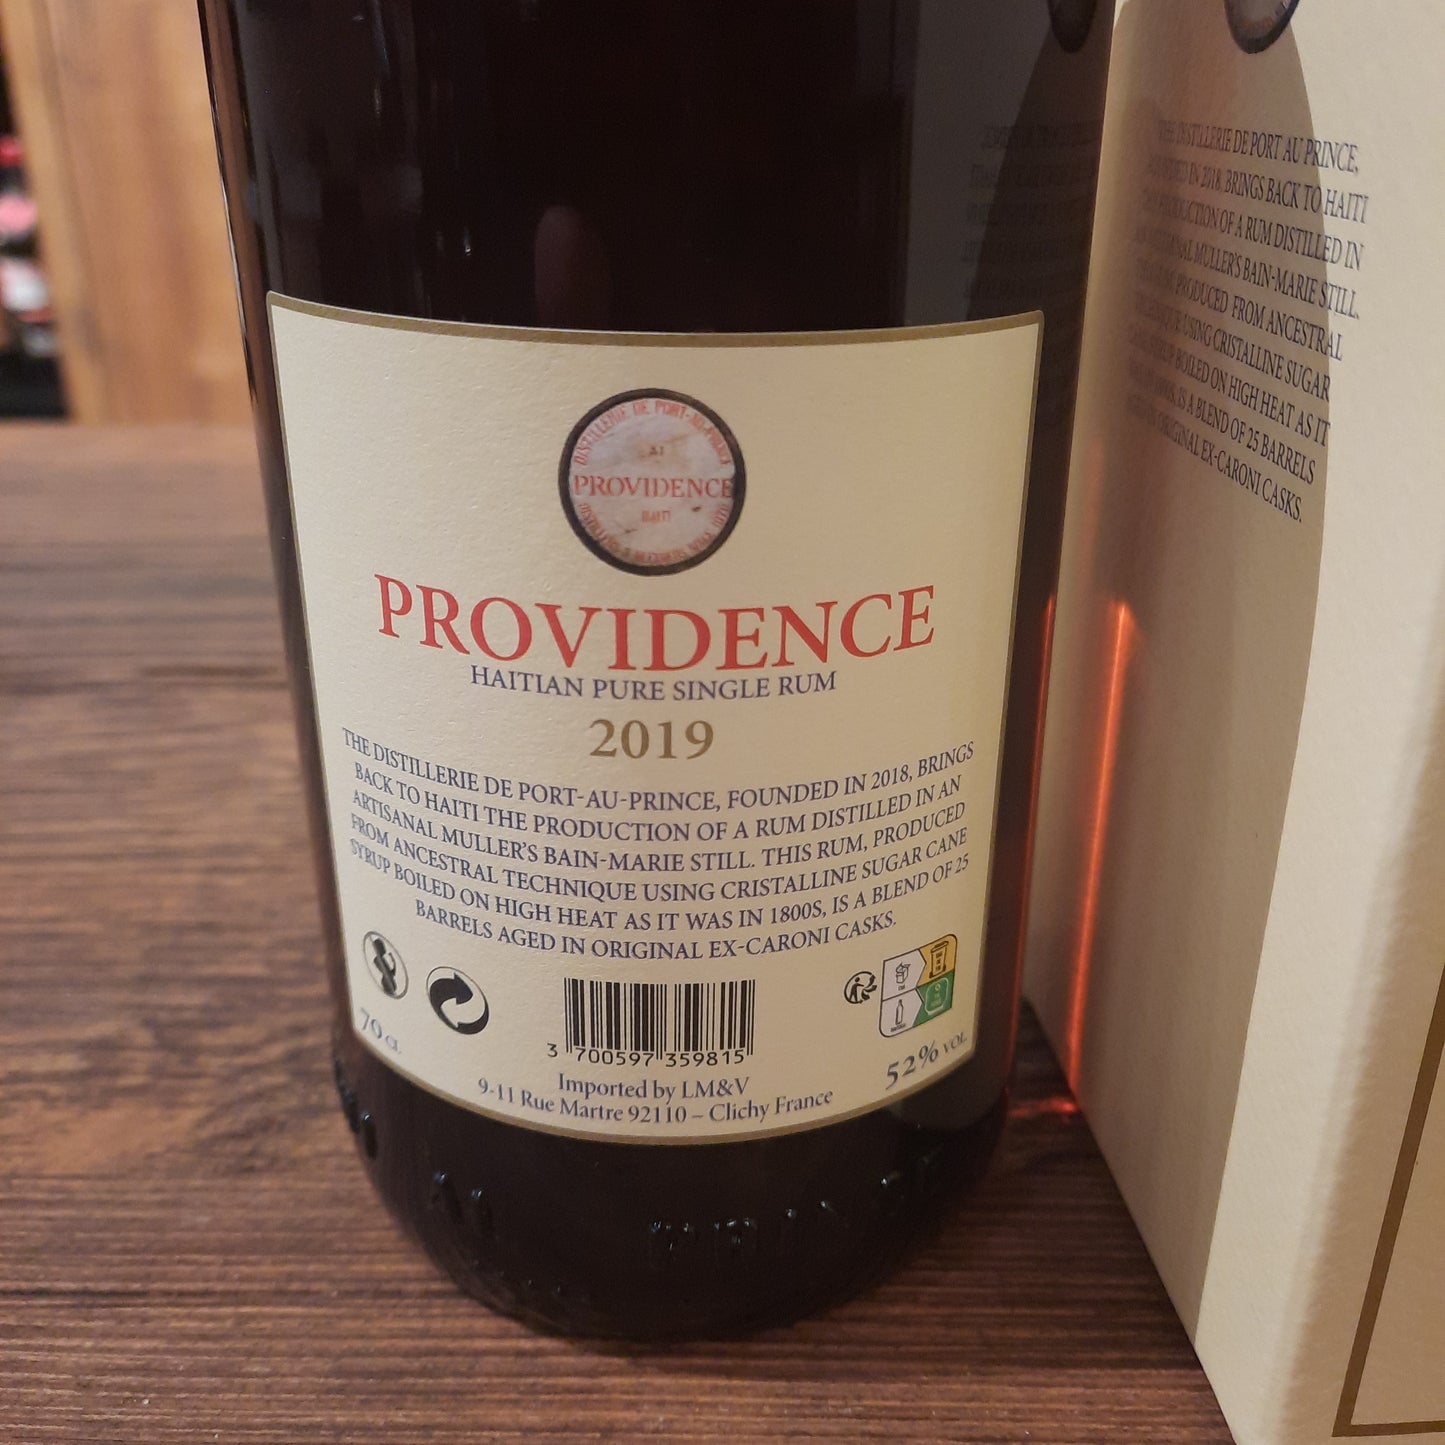 DISTILLERIE DE PORT-AU-PRINCE
PROVIDENCE
HAITI
PROVIDENCE
HAITIAN PURE SINGLE RUM
2019
THE DISTILLERIE DE PORT-AU-PRINCE, FOUNDED IN 2018, BRINGS
BACK TO HAITI THE PRODUCTION OF A RUM DISTILLED IN AN
ARTISANAL MULLER'S BAIN-MARIE STILL. THIS RUM, PRODUCED
FROM ANCESTRAL TECHNIQUE USING CRISTALLINE SUGAR CANE
SYRUP BOILED ON HIGH HEAT AS IT WAS IN 1800S, IS A BLEND OF 25
BARRELS AGED IN ORIGINAL EX-CARONI CASKS.
70 CL
3 700597 359815
52% VOL
Imported by LM&V
9-11 Rue Martre 92110 – Clichy France
THE DISTILLERIE DE PORT AU PRINCE,
IN 2018, BRINGS BACK TO HAITI
PRODUCTION OF A RUM DISTILLED IN
MULLER'S BAIN-MARIE STILL.
PRODUCED FROM ANCESTRAL
USING CRISTALLINE SUGAR
SYRUP BOILED ON HIGH HEAT AS IT
1800S, IS A BLEND OF 25 BARRELS
ORIGINAL EX-CARONI CASKS.